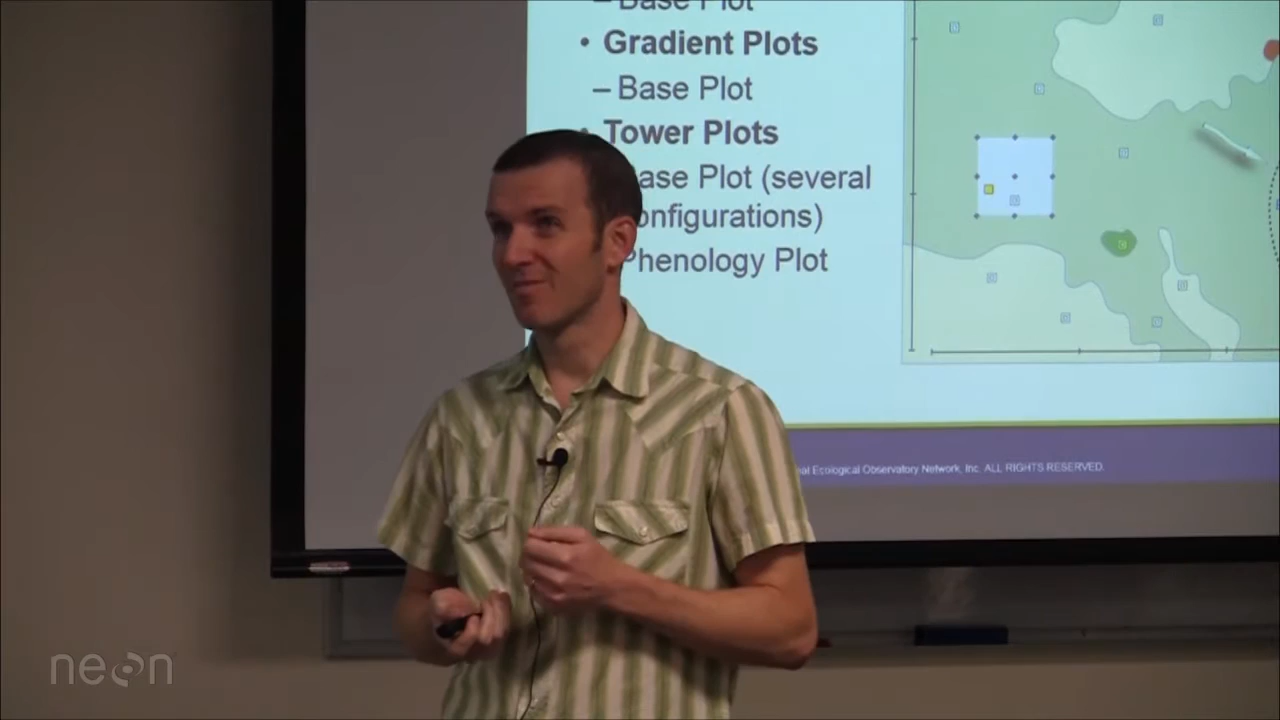 – Base Plot
• Gradient Plots
– Base Plot
• Tower Plots
ase Plot (several
onfigurations)
Phenology Plot
al Ecological Observatory Network, Inc. ALL RIGHTS RESERVED.
neon